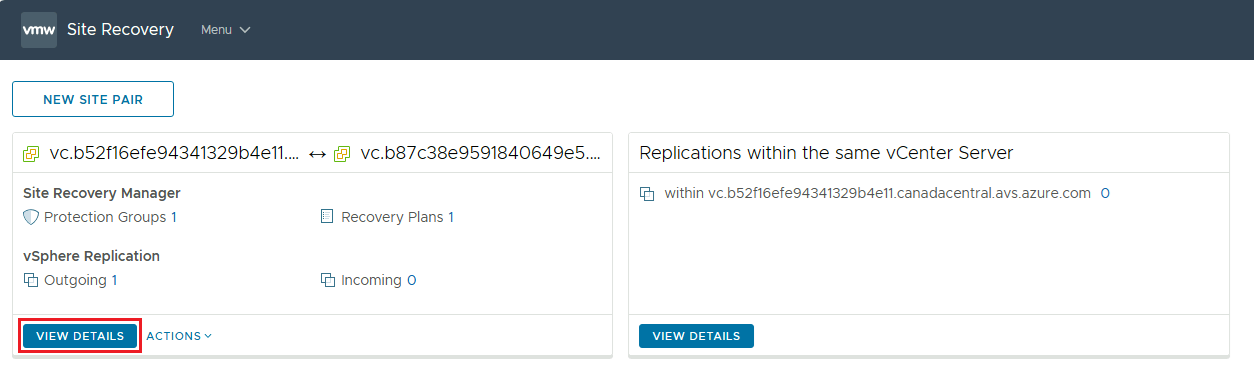 vmw Site Recovery Menu
NEW SITE PAIR
vc.b52f16efe94341329b4e11.... ↔ vc.b87c38e9591840649e5....
Site Recovery Manager
Protection Groups 1 Recovery Plans 1
vSphere Replication
Outgoing 1 Incoming 0
VIEW DETAILS ACTIONS
Replications within the same vCenter Server
within vc.b52f16efe94341329b4e11.canadacentral.avs.azure.com 0
VIEW DETAILS